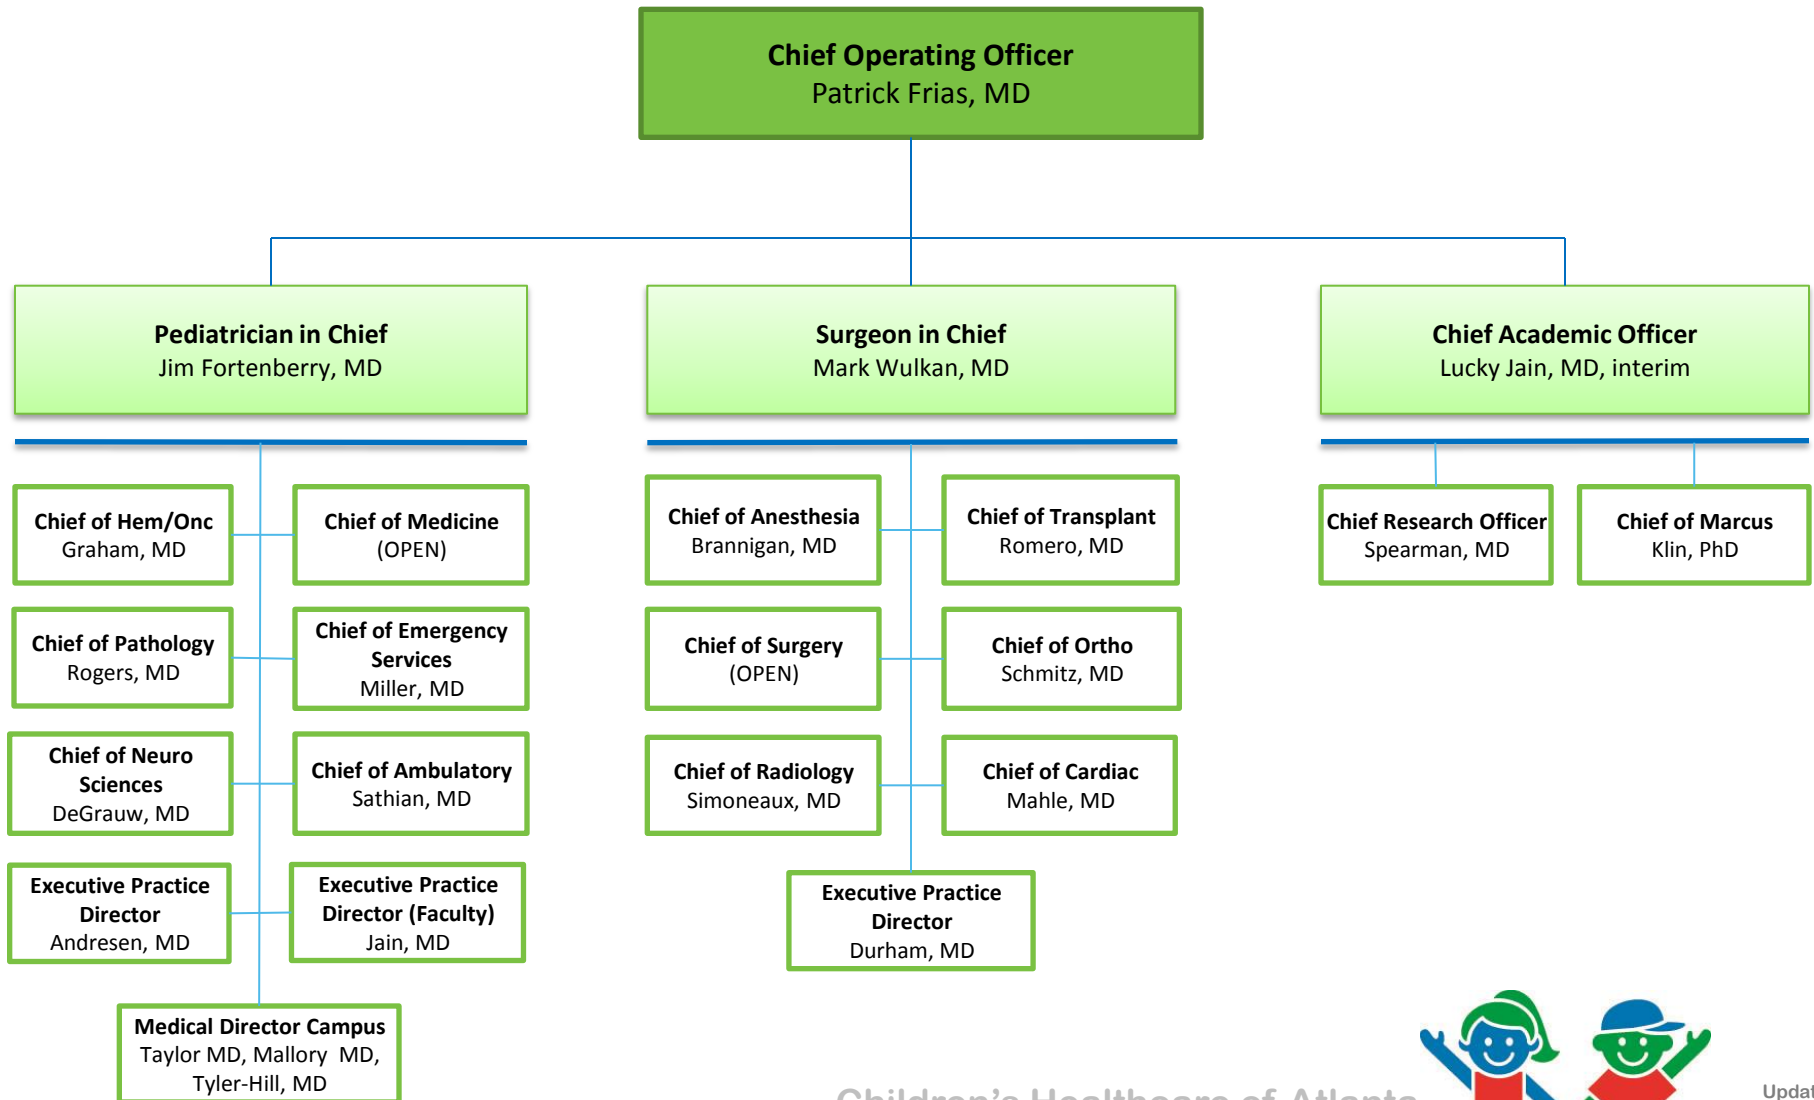 Chief Operating Officer
Patrick Frias, MD
Pediatrician in Chief
Jim Fortenberry, MD
Surgeon in Chief
Mark Wulkan, MD
Chief Academic Officer
Lucky Jain, MD, interim
Chief of Hem/Onc
Graham, MD
Chief of Medicine
(OPEN)
Chief of Pathology
Rogers, MD
Chief of Emergency
Services
Miller, MD
Chief of Neuro
Sciences
DeGrauw, MD
Chief of Ambulatory
Sathian, MD
Executive Practice
Director
Andresen, MD
Executive Practice
Director (Faculty)
Jain, MD
Medical Director Campus
Taylor MD, Mallory  MD,
Tyler-Hill, MD
Chief of Anesthesia
Brannigan, MD
Chief of Transplant
Romero, MD
Chief of Surgery
(OPEN)
Chief of Ortho
Schmitz, MD
Chief of Radiology
Simoneaux, MD
Chief of Cardiac
Mahle, MD
Executive Practice
Director
Durham, MD
Chief Research Officer
Spearman, MD
Chief of Marcus
Klin, PhD
Children's Healthcare of Atlanta
Updat